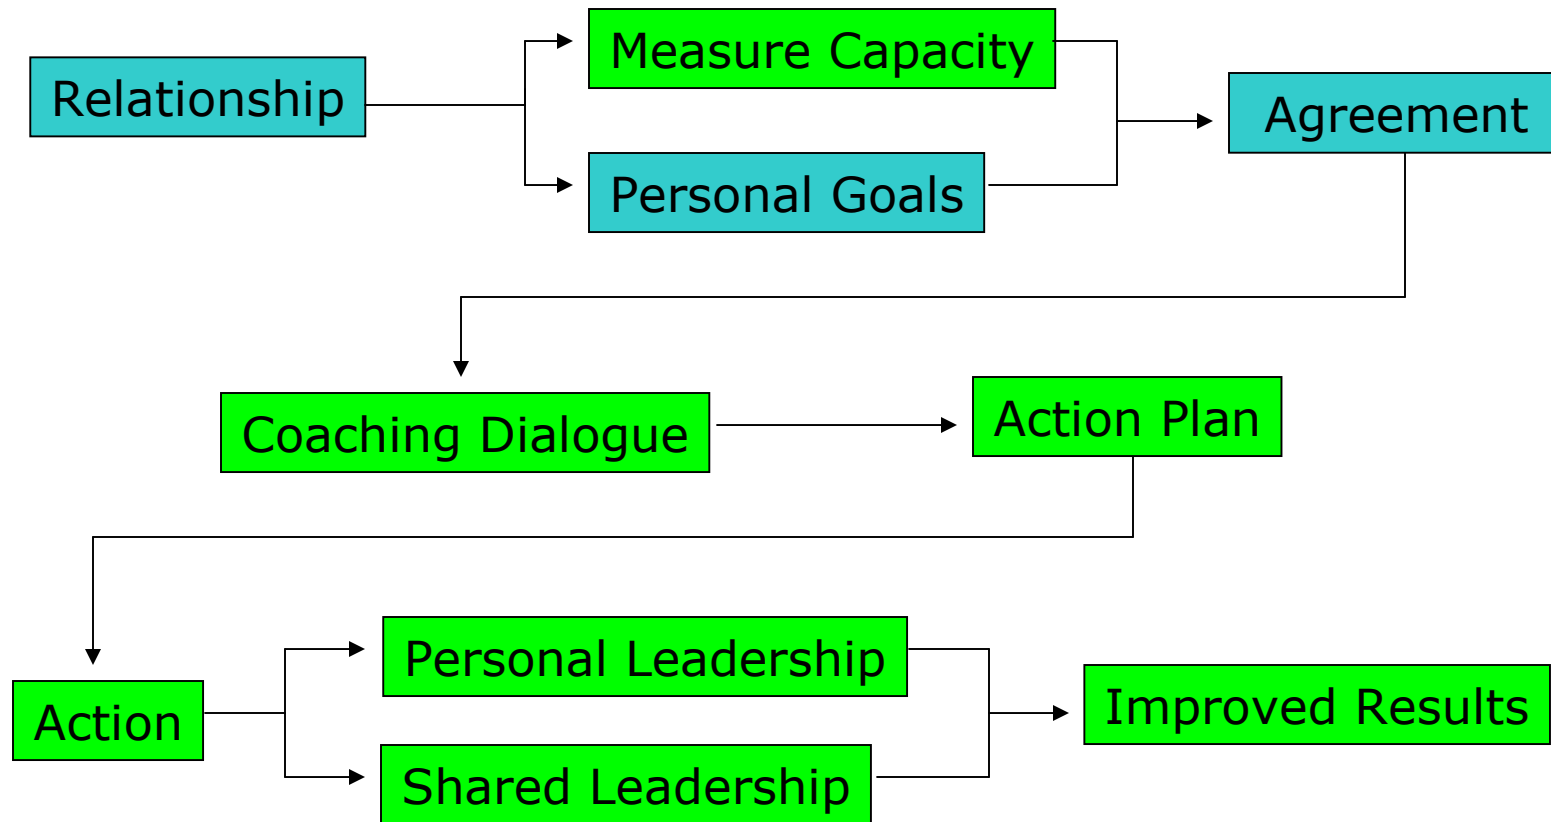 Relationship
Measure Capacity
Personal Goals
Agreement
Coaching Dialogue
Action Plan
Action
Personal Leadership
Shared Leadership
Improved Results